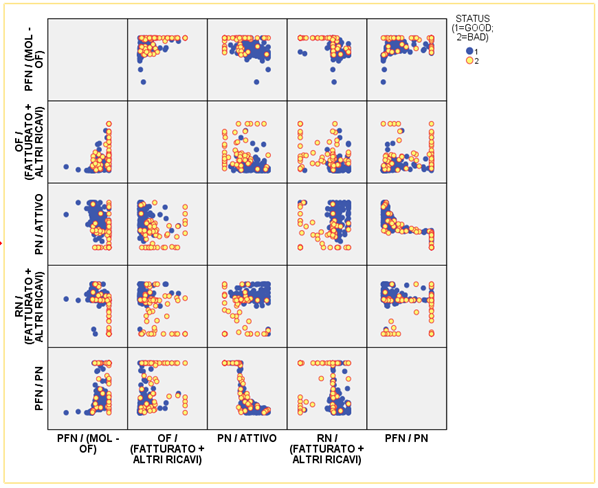 STATUS
(1=GOOD;
2=BAD)
1
2
PFN / (MOL -
OF)
OF /
(FATTURATO +
ALTRI RICAVI)
PN / ATTIVO
RN /
(FATTURATO +
ALTRI RICAVI)
PFN / PN
PFN / (MOL -
OF)
OF /
(FATTURATO +
ALTRI RICAVI)
PN / ATTIVO
RN /
(FATTURATO +
ALTRI RICAVI)
PFN / PN